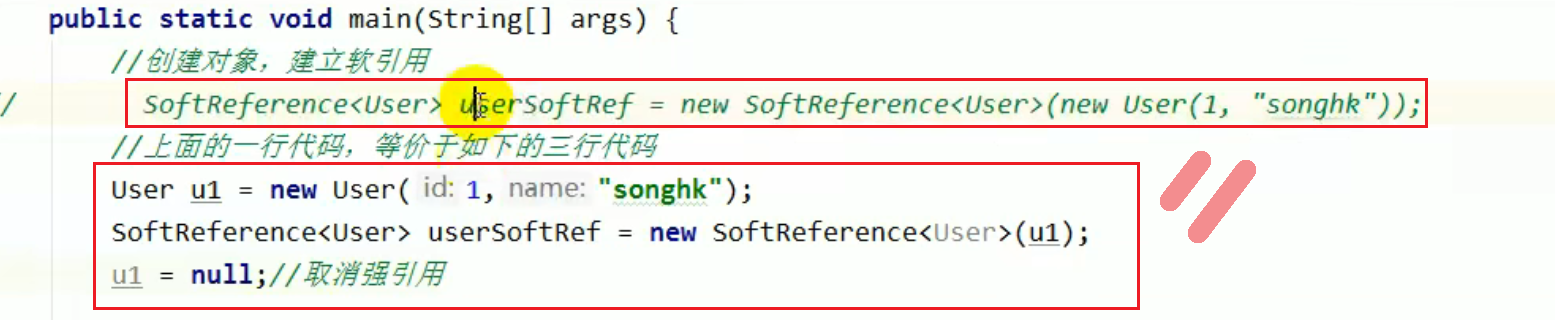 public static void main(String[] args) {
//创建对象，建立软引用
// SoftReference<User> userSoftRef = new SoftReference<User>(new User(1, "songhk"));
//上面的一行代码，等价于如下的三行代码
User u1 = new User( id: 1, name: "songhk");
SoftReference<User> userSoftRef = new SoftReference<User>(u1);
u1 = null;//取消强引用